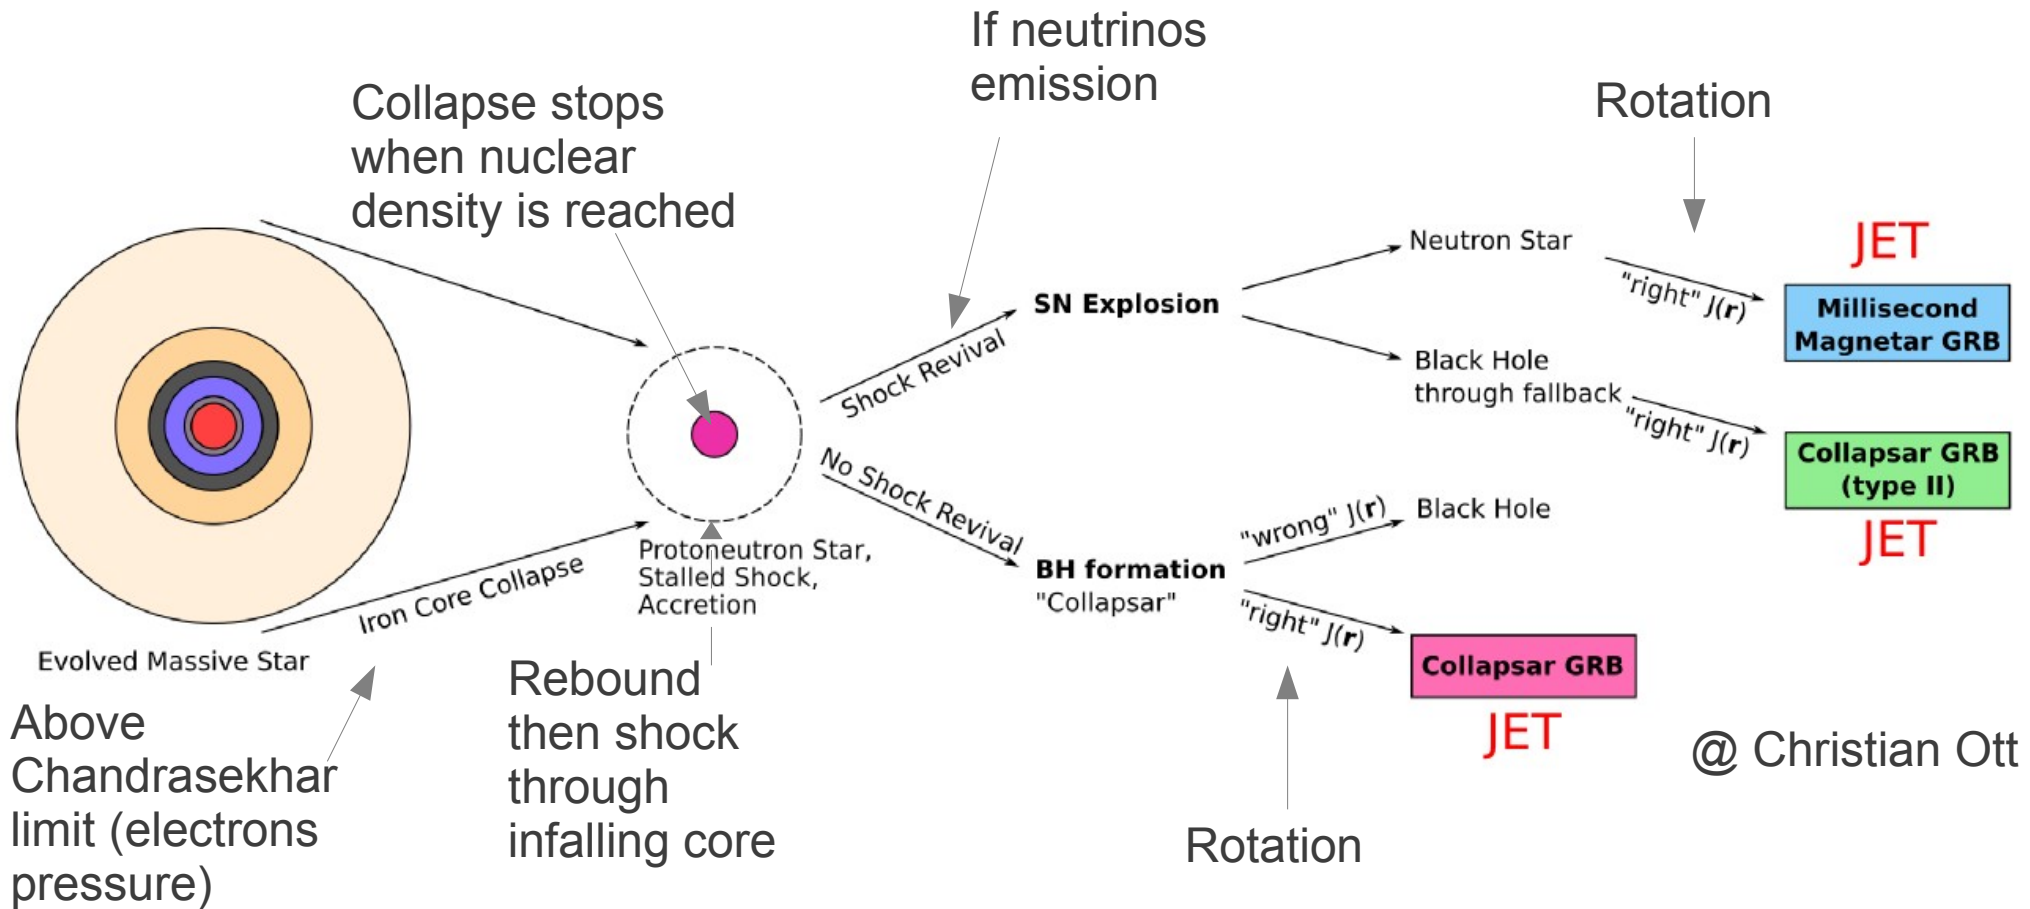 If neutrinos
emission
Collapse stops
when nuclear
density is reached
Rotation
Neutron Star
"right" J(r)
JET
Millisecond
Magnetar GRB
SN Explosion
Shock Revival
Black Hole
through fallback
"right" J(r)
Collapsar GRB
(type II)
JET
No Shock Revival
"wrong" J(r)
Black Hole
BH formation
"Collapsar"
"right" J(r)
Collapsar GRB
JET
Protoneutron Star,
Stalled Shock,
Accretion
Iron Core Collapse
Evolved Massive Star
Above
Chandrasekhar
limit (electrons
pressure)
Rebound
then shock
through
infalling core
Rotation
@ Christian Ott